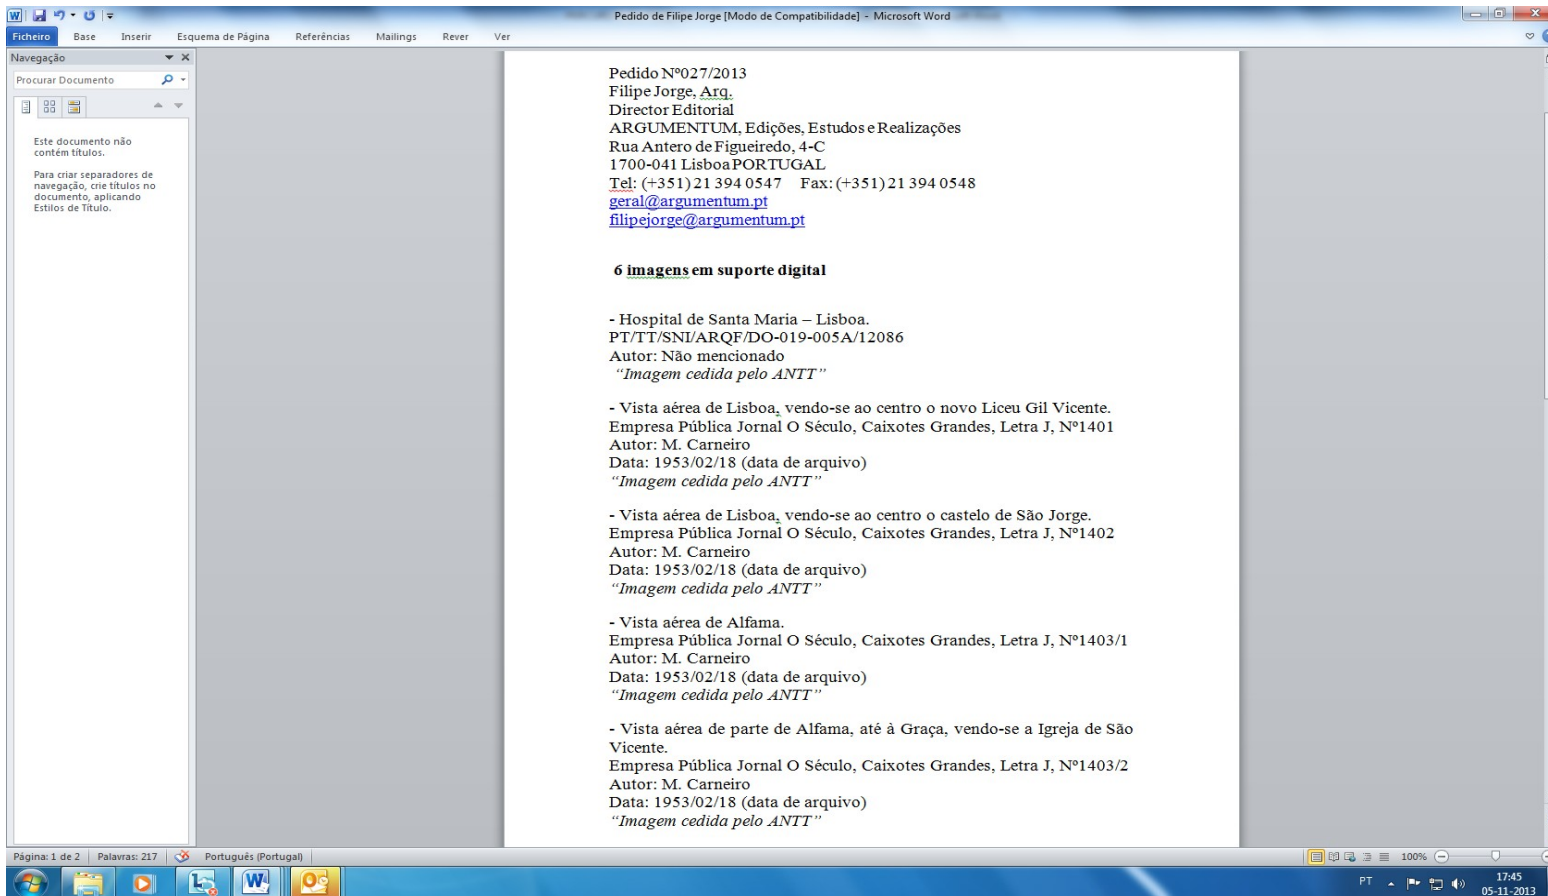 Pedido de Filipe Jorge [Modo de Compatibilidade] - Microsoft Word
Ficheiro Base Inserir Esquema de Página Referências Mailings Rever Ver
Navegação
Procurar Documento
Este documento não
contém títulos.
Para criar separadores de
navegação, crie títulos no
documento, aplicando
Estilos de Título.
Pedido Nº027/2013
Filipe Jorge, Arq.
Director Editorial
ARGUMENTUM, Edições, Estudos e Realizações
Rua Antero de Figueiredo, 4-C
1700-041 Lisboa PORTUGAL
Tel: (+351) 21 394 0547 Fax: (+351) 21 394 0548
geral@argumentum.pt
filipejorge@argumentum.pt
6 imagens em suporte digital
- Hospital de Santa Maria – Lisboa.
PT/TT/SNI/ARQF/DO-019-005A/12086
Autor: Não mencionado
“Imagem cedida pelo ANTT”
- Vista aérea de Lisboa, vendo-se ao centro o novo Liceu Gil Vicente.
Empresa Pública Jornal O Século, Caixotes Grandes, Letra J, Nº1401
Autor: M. Carneiro
Data: 1953/02/18 (data de arquivo)
“Imagem cedida pelo ANTT”
- Vista aérea de Lisboa, vendo-se ao centro o castelo de São Jorge.
Empresa Pública Jornal O Século, Caixotes Grandes, Letra J, Nº1402
Autor: M. Carneiro
Data: 1953/02/18 (data de arquivo)
“Imagem cedida pelo ANTT”
- Vista aérea de Alfama.
Empresa Pública Jornal O Século, Caixotes Grandes, Letra J, Nº1403/1
Autor: M. Carneiro
Data: 1953/02/18 (data de arquivo)
“Imagem cedida pelo ANTT”
- Vista aérea de parte de Alfama, até à Graça, vendo-se a Igreja de São
Vicente.
Empresa Pública Jornal O Século, Caixotes Grandes, Letra J, Nº1403/2
Autor: M. Carneiro
Data: 1953/02/18 (data de arquivo)
“Imagem cedida pelo ANTT”
Página: 1 de 2 Palavras: 217 Português (Portugal) 100%
PT 17:45
05-11-2013